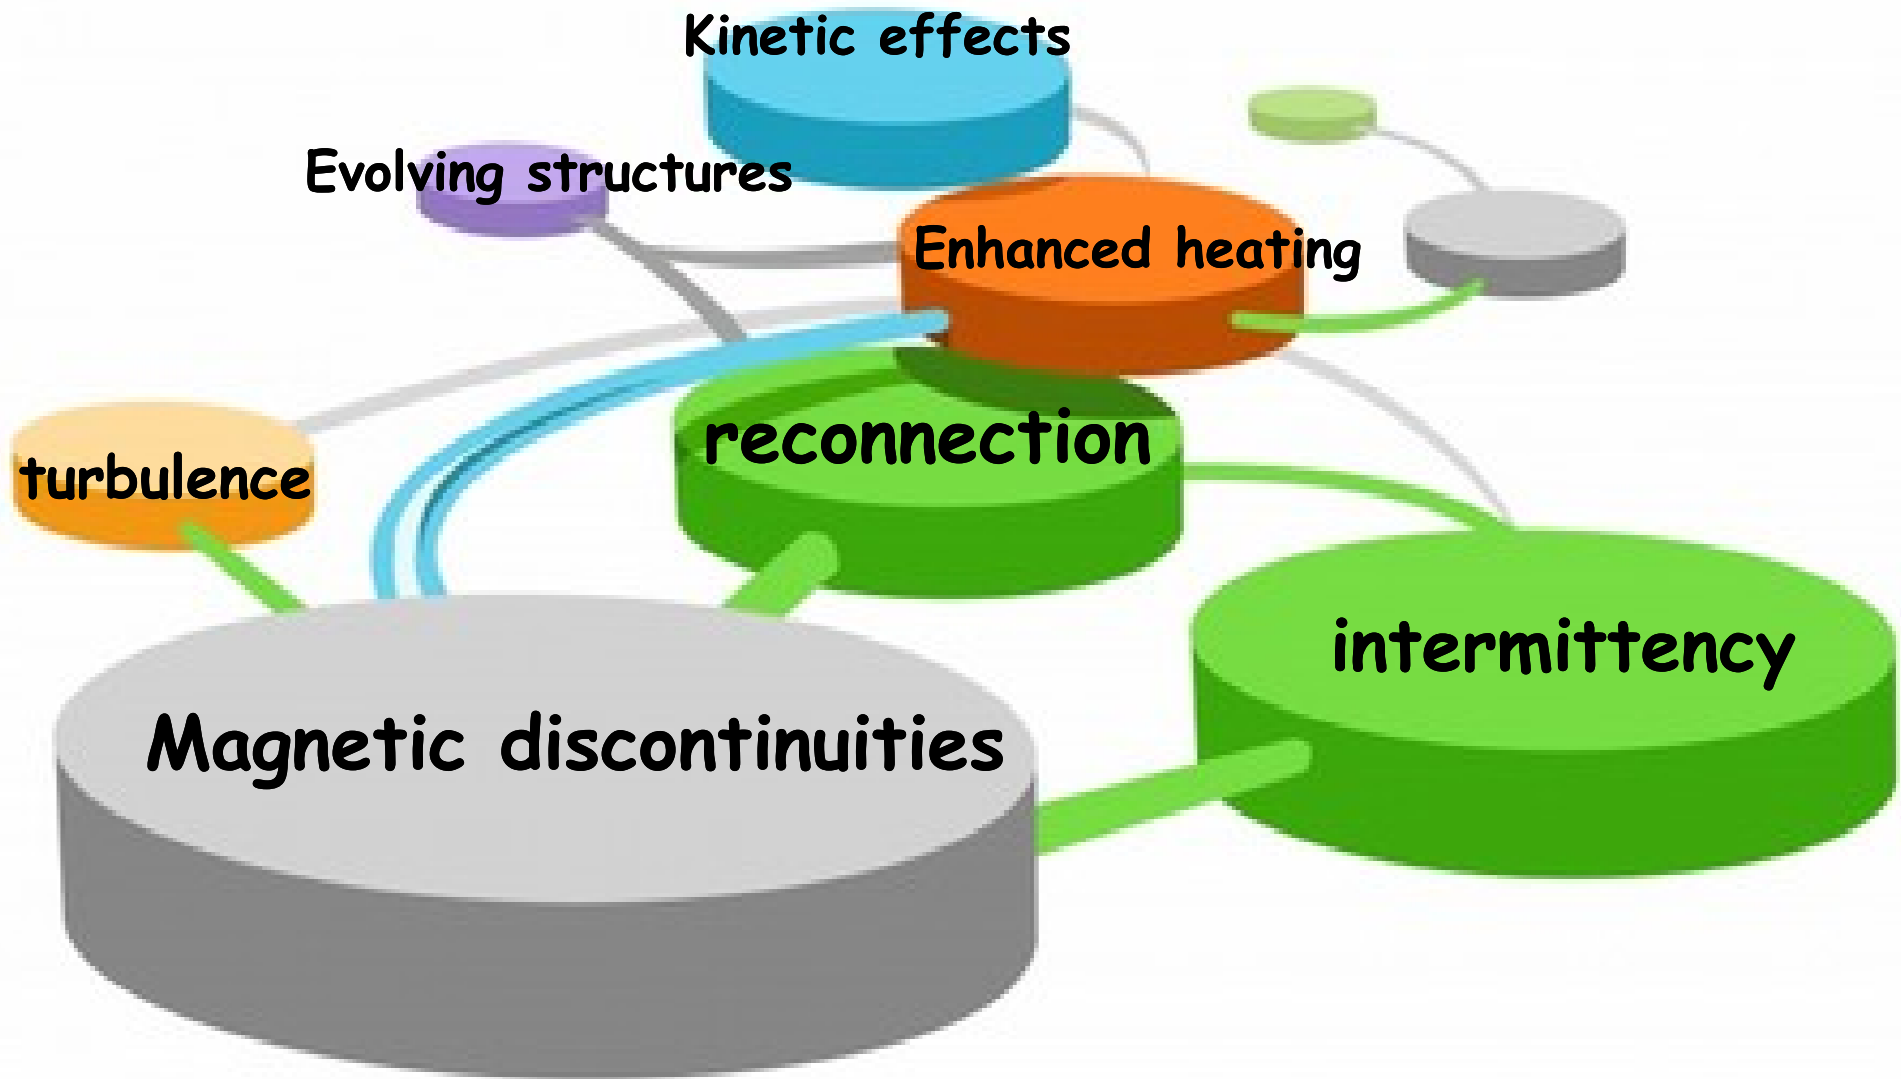 Kinetic effects
Evolving structures
Enhanced heating
reconnection
turbulence
intermittency
Magnetic discontinuities